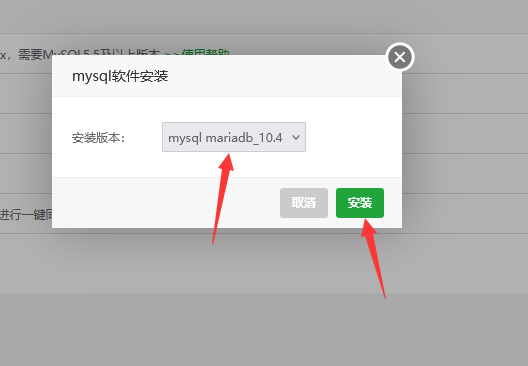 x，需要MySQL5.5及以上版本 >>使用帮助
mysql软件安装
安装版本：
mysql mariadb_10.4
取消
安装
进行一键同